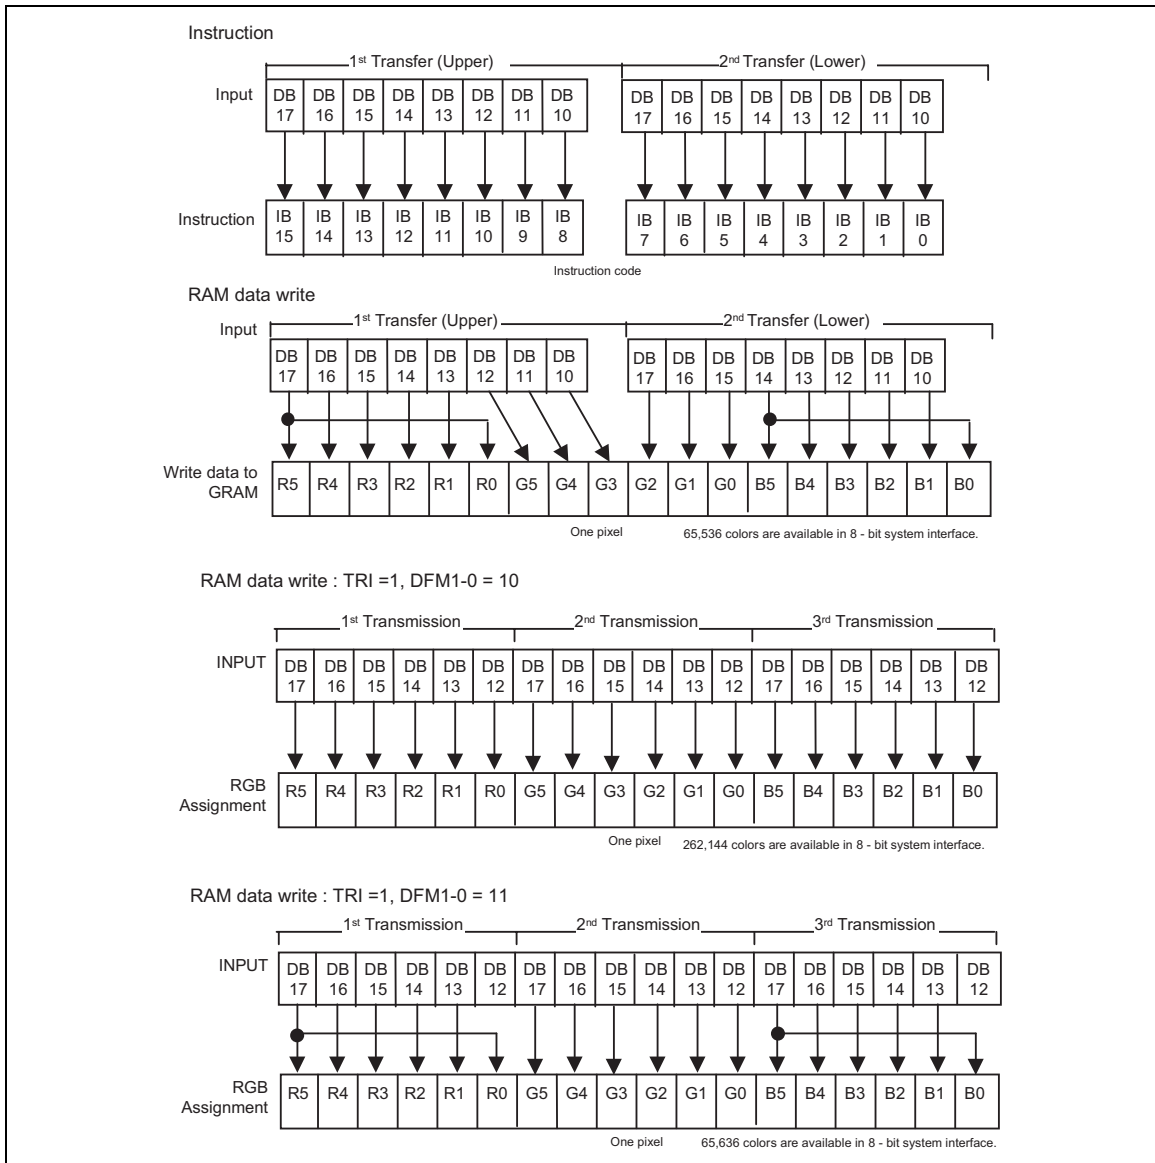 Instruction
1st Transfer (Upper) 2nd Transfer (Lower)
Input DB DB DB DB DB DB DB DB DB DB DB DB DB DB DB DB
17 16 15 14 13 12 11 10 17 16 15 14 13 12 11 10
Instruction IB IB IB IB IB IB IB IB IB IB IB IB IB IB IB IB
15 14 13 12 11 10 9 8 7 6 5 4 3 2 1 0
Instruction code
RAM data write
1st Transfer (Upper) 2nd Transfer (Lower)
Input
DB DB DB DB DB DB DB DB DB DB DB DB DB DB DB DB
17 16 15 14 13 12 11 10 17 16 15 14 13 12 11 10
Write data to
GRAM
R5 R4 R3 R2 R1 R0 G5 G4 G3 G2 G1 G0 B5 B4 B3 B2 B1 B0
One pixel 65,536 colors are available in 8 - bit system interface.
RAM data write : TRI =1, DFM1-0 = 10
1st Transmission 2nd Transmission 3rd Transmission
INPUT DB DB DB DB DB DB DB DB DB DB DB DB DB DB DB DB DB DB
17 16 15 14 13 12 17 16 15 14 13 12 17 16 15 14 13 12
RGB
Assignment
R5 R4 R3 R2 R1 R0 G5 G4 G3 G2 G1 G0 B5 B4 B3 B2 B1 B0
One pixel 262,144 colors are available in 8 - bit system interface.
RAM data write : TRI =1, DFM1-0 = 11
1st Transmission 2nd Transmission 3rd Transmission
INPUT DB DB DB DB DB DB DB DB DB DB DB DB DB DB DB DB DB DB
17 16 15 14 13 12 17 16 15 14 13 12 17 16 15 14 13 12
RGB
Assignment
R5 R4 R3 R2 R1 R0 G5 G4 G3 G2 G1 G0 B5 B4 B3 B2 B1 B0
One pixel 65,636 colors are available in 8 - bit system interface.